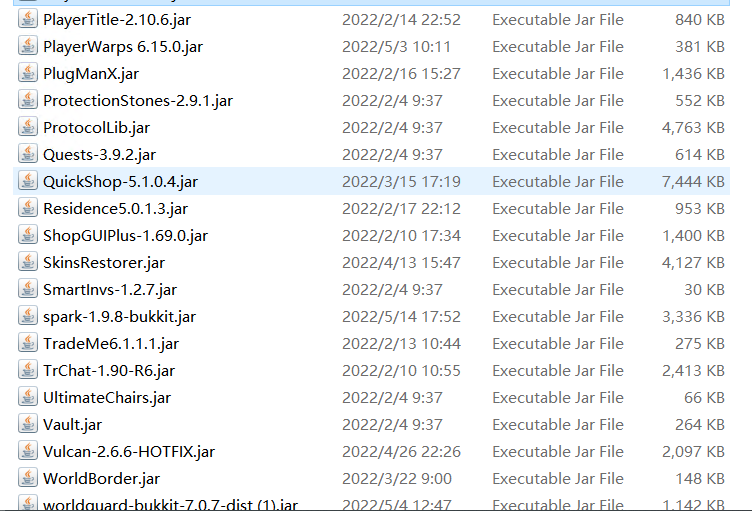 PlayerTitle-2.10.6.jar 2022/2/14 22:52 Executable Jar File 840 KB
PlayerWarps 6.15.0.jar 2022/5/3 10:11 Executable Jar File 381 KB
PlugManX.jar 2022/2/16 15:27 Executable Jar File 1,436 KB
ProtectionStones-2.9.1.jar 2022/2/4 9:37 Executable Jar File 552 KB
ProtocolLib.jar 2022/2/4 9:37 Executable Jar File 4,763 KB
Quests-3.9.2.jar 2022/2/4 9:37 Executable Jar File 614 KB
QuickShop-5.1.0.4.jar 2022/3/15 17:19 Executable Jar File 7,444 KB
Residence5.0.1.3.jar 2022/2/17 22:12 Executable Jar File 953 KB
ShopGUIPlus-1.69.0.jar 2022/2/10 17:34 Executable Jar File 1,400 KB
SkinsRestorer.jar 2022/4/13 15:47 Executable Jar File 4,127 KB
SmartInvs-1.2.7.jar 2022/2/4 9:37 Executable Jar File 30 KB
spark-1.9.8-bukkit.jar 2022/5/14 17:52 Executable Jar File 3,336 KB
TradeMe6.1.1.1.jar 2022/2/13 10:44 Executable Jar File 275 KB
TrChat-1.90-R6.jar 2022/2/10 10:55 Executable Jar File 2,413 KB
UltimateChairs.jar 2022/2/4 9:37 Executable Jar File 66 KB
Vault.jar 2022/2/4 9:37 Executable Jar File 264 KB
Vulcan-2.6.6-HOTFIX.jar 2022/4/26 22:26 Executable Jar File 2,097 KB
WorldBorder.jar 2022/3/22 9:00 Executable Jar File 148 KB
worldguard-bukkit-7.0.7-dist (1).jar 2022/5/4 12:47 Executable Jar File 1,142 KB